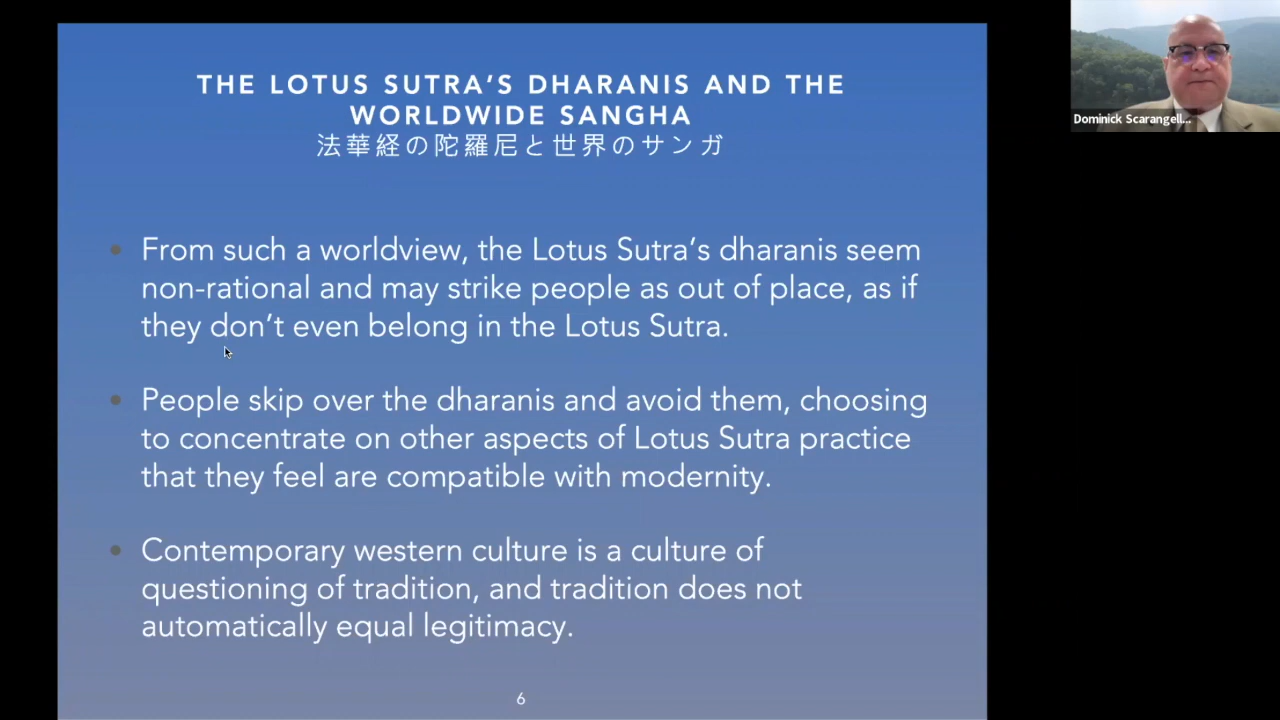 THE LOTUS SUTRA'S DHARANIS AND THE
WORLDWIDE SANGHA
法華経の陀羅尼と世界のサンガ
• From such a worldview, the Lotus Sutra's dharanis seem
non-rational and may strike people as out of place, as if
they don't even belong in the Lotus Sutra.
• People skip over the dharanis and avoid them, choosing
to concentrate on other aspects of Lotus Sutra practice
that they feel are compatible with modernity.
• Contemporary western culture is a culture of
questioning of tradition, and tradition does not
automatically equal legitimacy.
6
Dominick Scarangell...